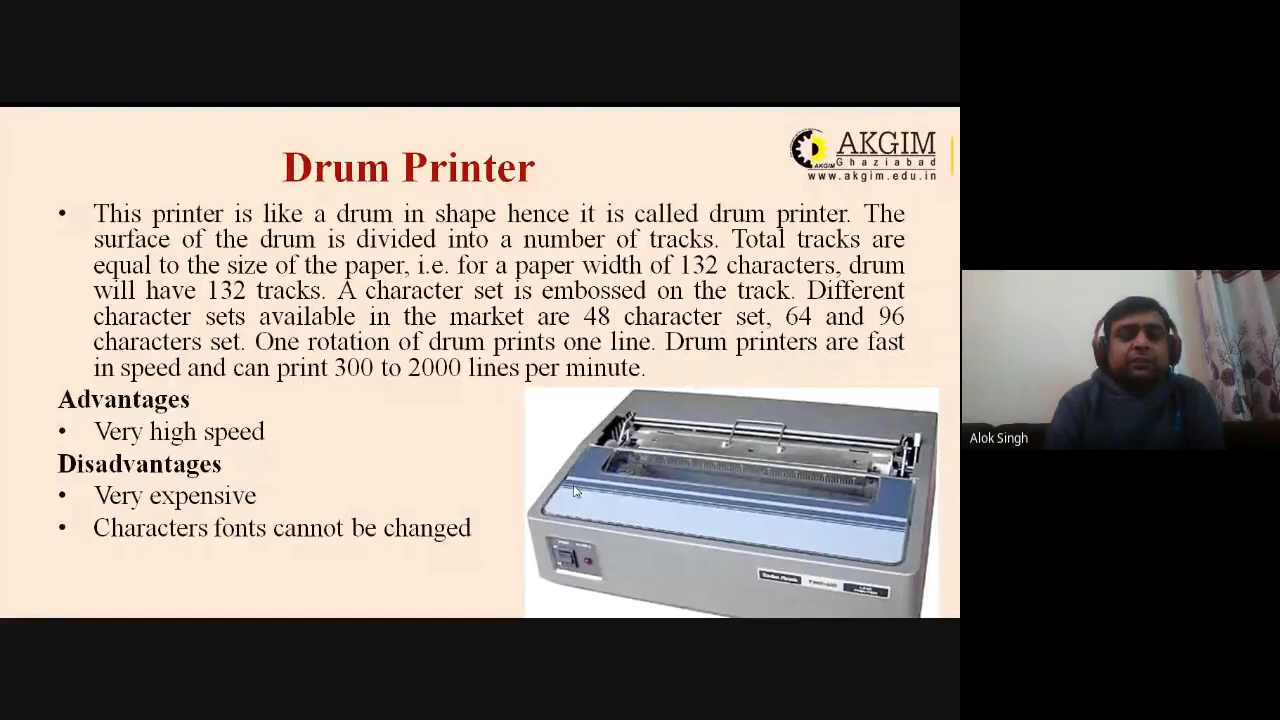 Drum Printer
AKGIM
Ghaziabad
AKGIM
www.akgim.edu.in
• This printer is like a drum in shape hence it is called drum printer. The
surface of the drum is divided into a number of tracks. Total tracks are
equal to the size of the paper, i.e. for a paper width of 132 characters, drum
will have 132 tracks. A character set is embossed on the track. Different
character sets available in the market are 48 character set, 64 and 96
characters set. One rotation of drum prints one line. Drum printers are fast
in speed and can print 300 to 2000 lines per minute.
Advantages
• Very high speed
Disadvantages
• Very expensive
• Characters fonts cannot be changed
Radio Shack
Alok Singh